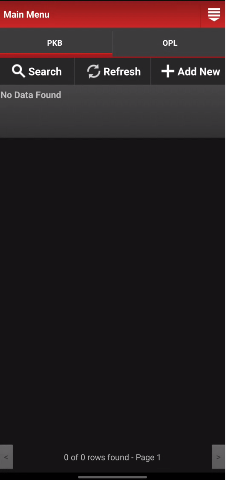 Main Menu
PKB OPL
Search Refresh Add New
No Data Found
< 0 of 0 rows found - Page 1 >